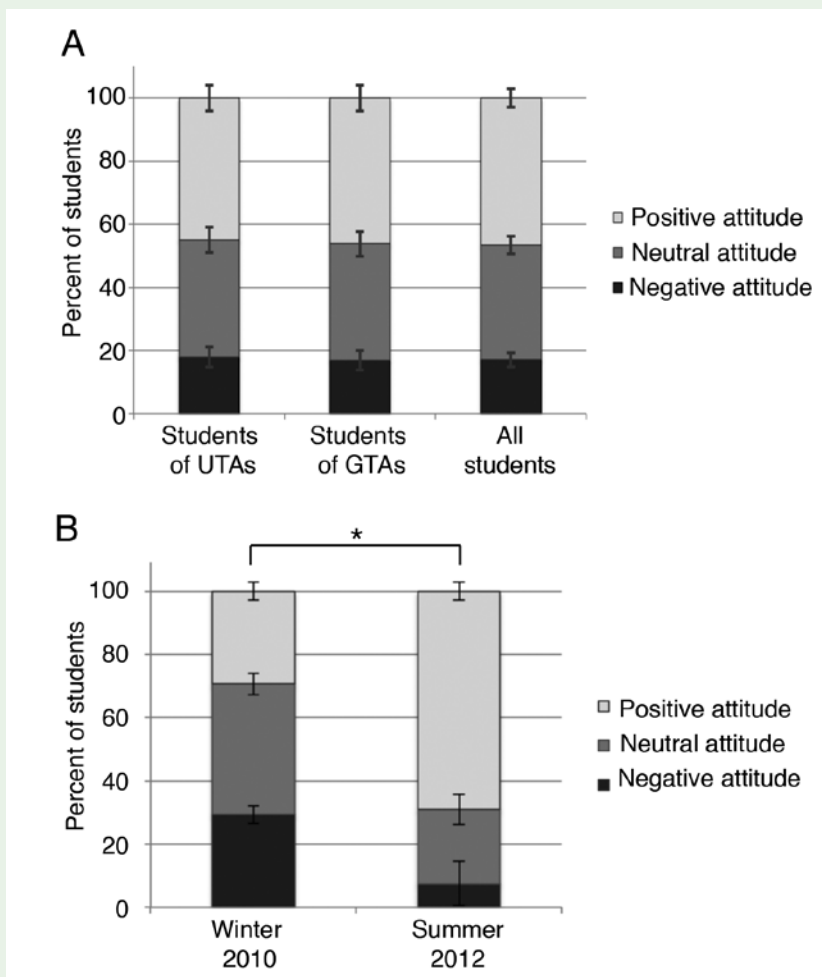 A
Percent of students
100
80
60
40
20
0
Students
of UTAs
Students
of GTAs
All
students
Positive attitude
Neutral attitude
Negative attitude
B
*
Percent of students
100
80
60
40
20
0
Winter
2010
Summer
2012
Positive attitude
Neutral attitude
Negative attitude